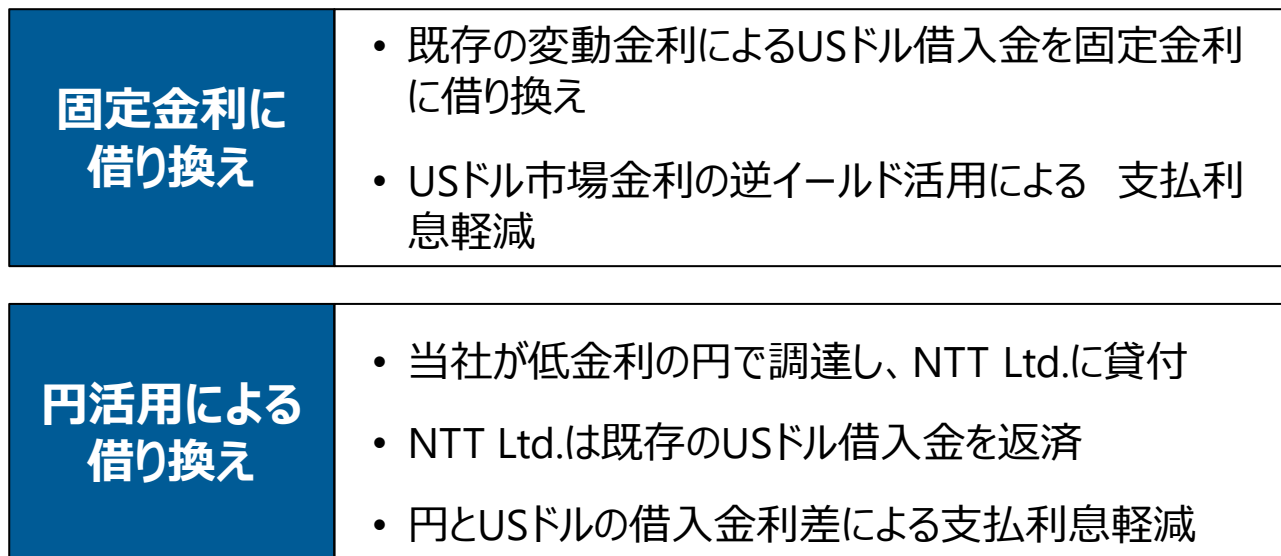 固定金利に
借り換え
• 既存の変動金利によるUSドル借入金を固定金利
に借り換え
• USドル市場金利の逆イールド活用による　支払利
息軽減
円活用による
借り換え
• 当社が低金利の円で調達し、NTT Ltd.に貸付
• NTT Ltd.は既存のUSドル借入金を返済
• 円とUSドルの借入金利差による支払利息軽減